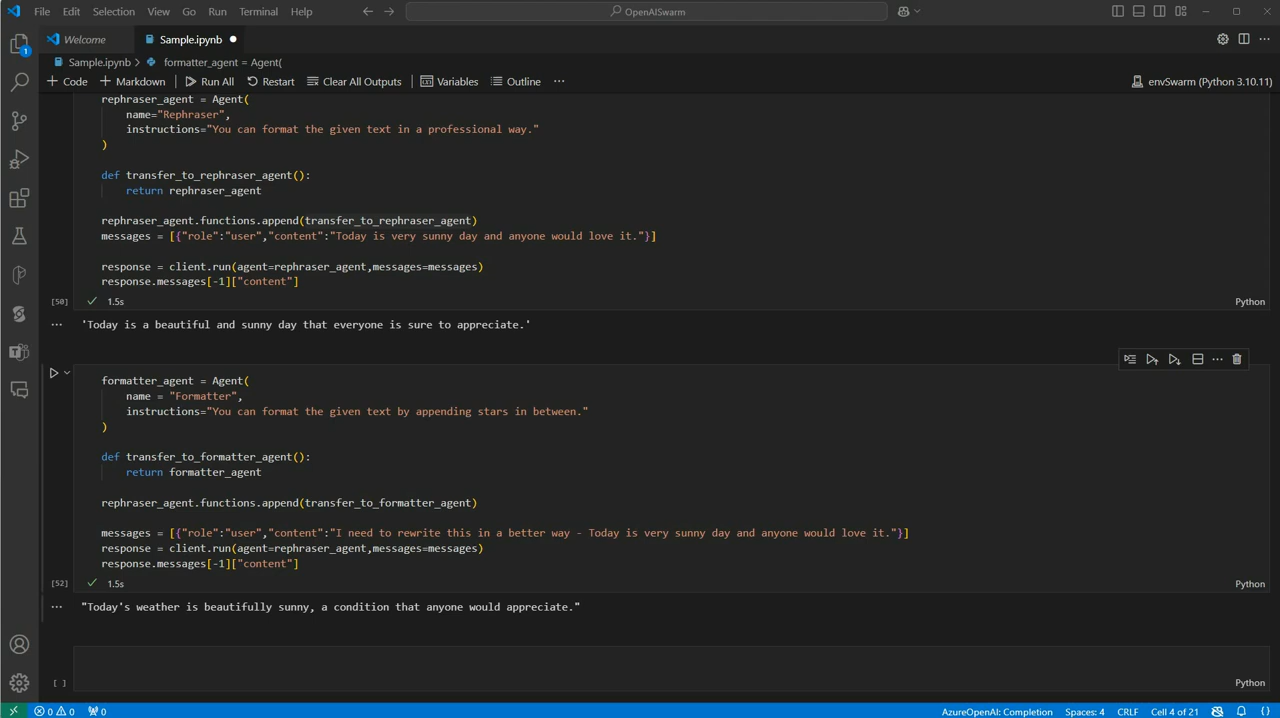 File Edit Selection View Go Run Terminal Help OpenAISwarm
Welcome Sample.ipynb
Sample.ipynb > formatter_agent = Agent(
+ Code + Markdown Run All Restart Clear All Outputs Variables Outline ... envSwarm (Python 3.10.11)
rephraser_agent = Agent(
name="Rephraser",
instructions="You can format the given text in a professional way."
)
def transfer_to_rephraser_agent():
return rephraser_agent
rephraser_agent.functions.append(transfer_to_rephraser_agent)
messages = [{"role":"user","content":"Today is very sunny day and anyone would love it."}]
response = client.run(agent=rephraser_agent,messages=messages)
response.messages[-1]["content"]
[50] 1.5s Python
... 'Today is a beautiful and sunny day that everyone is sure to appreciate.'
formatter_agent = Agent(
name = "Formatter",
instructions="You can format the given text by appending stars in between."
)
def transfer_to_formatter_agent():
return formatter_agent
rephraser_agent.functions.append(transfer_to_formatter_agent)
messages = [{"role":"user","content":"I need to rewrite this in a better way - Today is very sunny day and anyone would love it."}]
response = client.run(agent=rephraser_agent,messages=messages)
response.messages[-1]["content"]
[52] 1.5s Python
... "Today's weather is beautifully sunny, a condition that anyone would appreciate."
[ ] Python
0 0 0 AzureOpenAI: Completion Spaces: 4 CRLF Cell 4 of 21